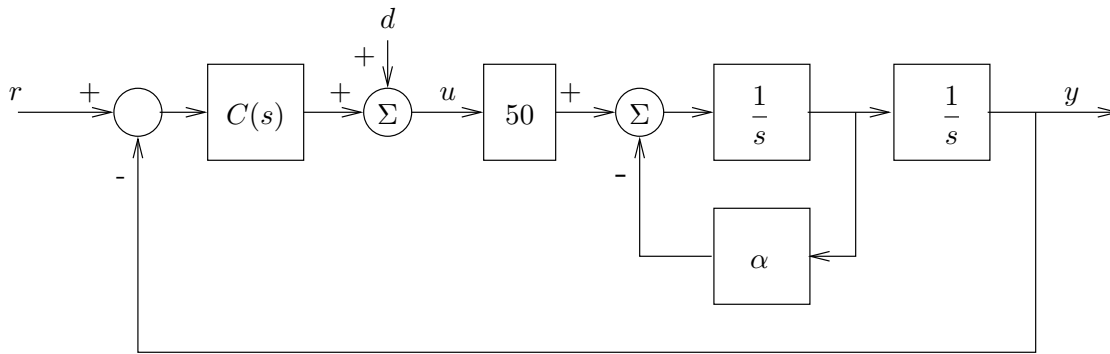 d
+
r + C(s) + Σ u 50 + Σ 1/s 1/s y
-
-
α